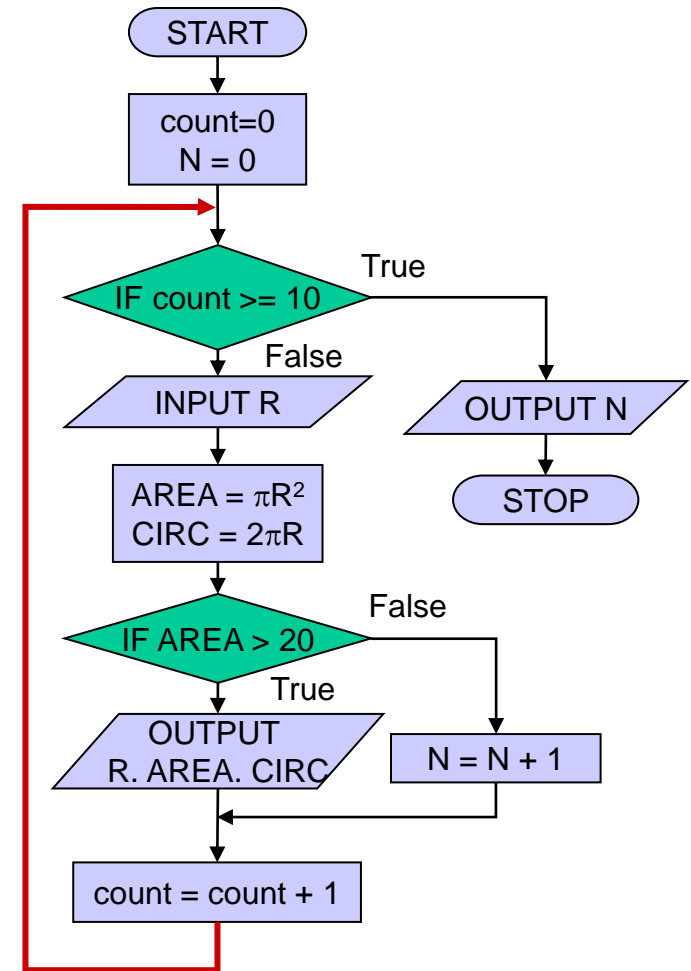 START
count=0
N = 0
IF count >= 10
True
False
INPUT R
OUTPUT N
STOP
AREA = πR²
CIRC = 2πR
IF AREA > 20
False
True
OUTPUT
R. AREA. CIRC
N = N + 1
count = count + 1